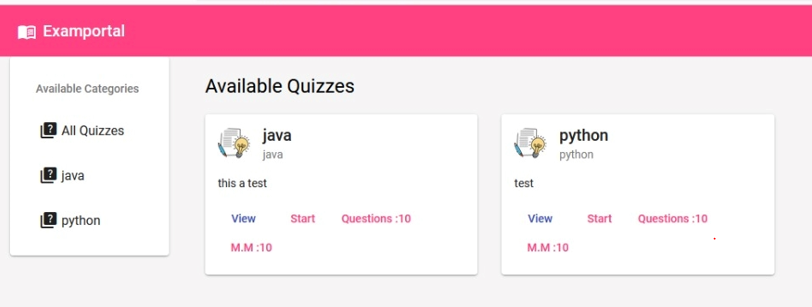 Examportal
Available Categories
All Quizzes
java
python
Available Quizzes
java
java
this a test
View Start Questions :10
M.M :10
python
python
test
View Start Questions :10
M.M :10